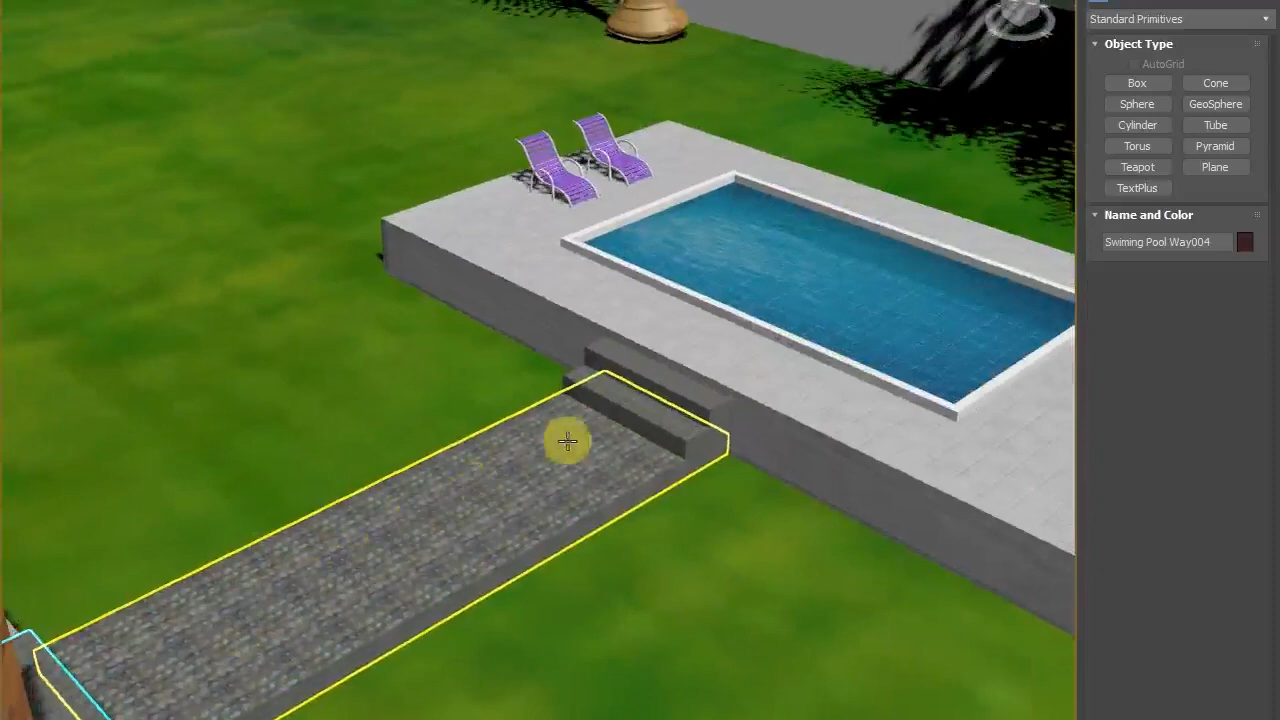 Standard Primitives
Object Type
AutoGrid
Box Cone
Sphere GeoSphere
Cylinder Tube
Torus Pyramid
Teapot Plane
TextPlus
Name and Color
Swiming Pool Way004